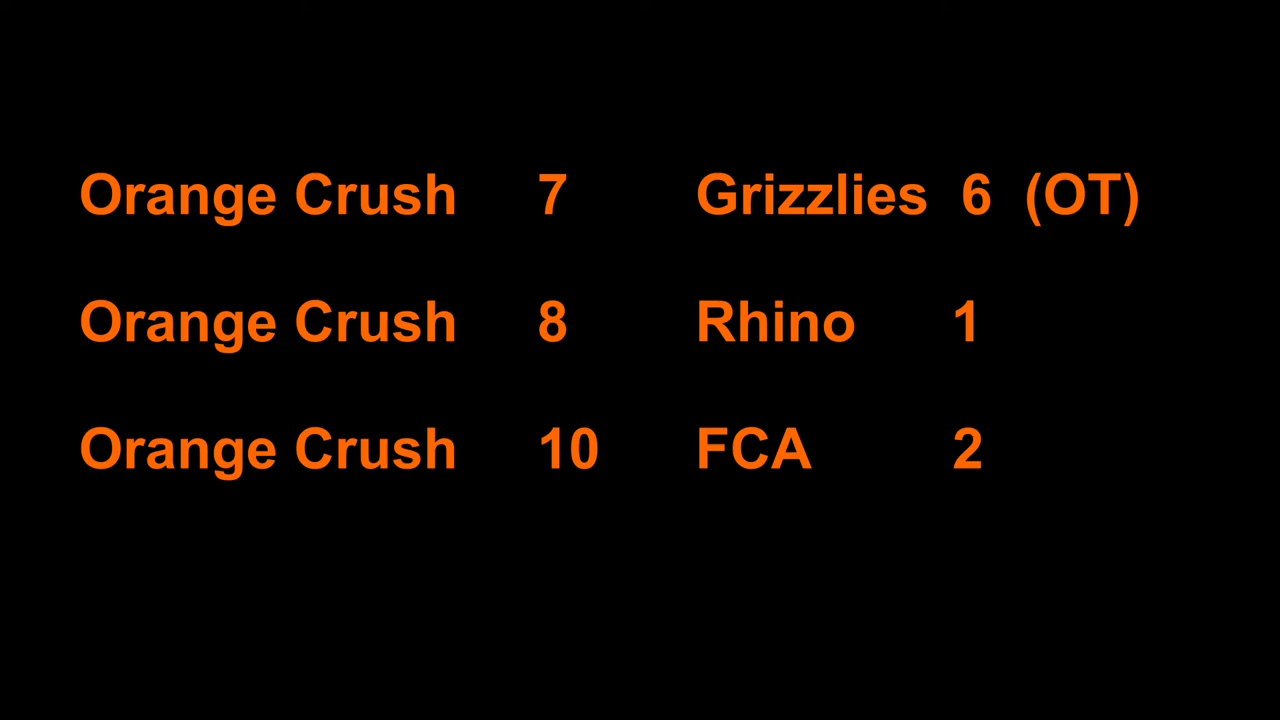 Orange Crush 7 Grizzlies 6 (OT)
Orange Crush 8 Rhino 1
Orange Crush 10 FCA 2